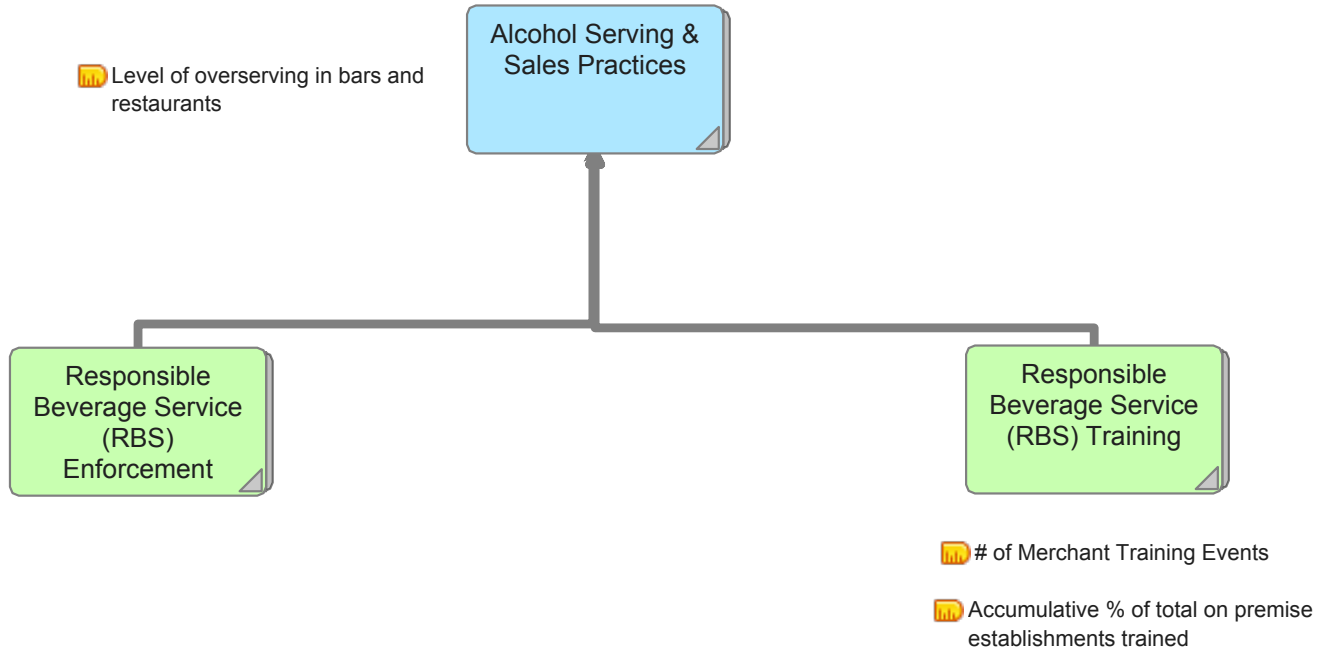 Alcohol Serving &
Sales Practices
Level of overserving in bars and
restaurants
Responsible
Beverage Service
(RBS)
Enforcement
Responsible
Beverage Service
(RBS) Training
# of Merchant Training Events
Accumulative % of total on premise
establishments trained